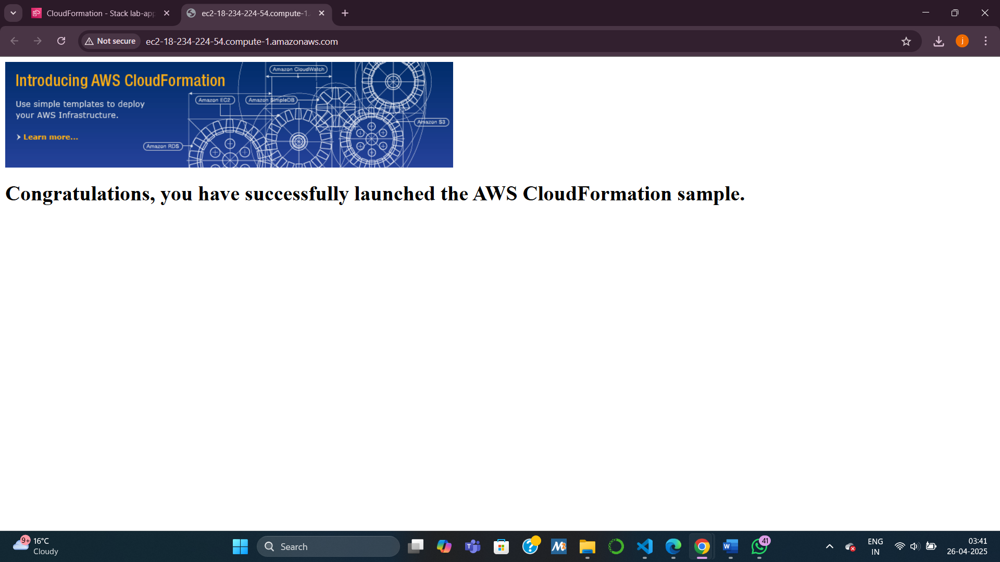 CloudFormation - Stack lab-app
ec2-18-234-224-54.compute-1.
Not secure
ec2-18-234-224-54.compute-1.amazonaws.com
j
Introducing AWS CloudFormation
Use simple templates to deploy
your AWS Infrastructure.
Learn more...
Amazon CloudWatch
Amazon EC2
Amazon SimpleDB
Amazon S3
Amazon RDS
Congratulations, you have successfully launched the AWS CloudFormation sample.
9+
16°C
Cloudy
Search
41
ENG
IN
03:41
26-04-2025